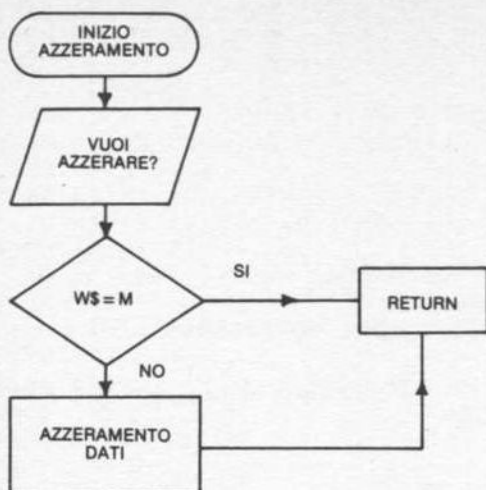 INIZIO
AZZERAMENTO
VUOI
AZZERARE?
W$ = M
SI
RETURN
NO
AZZERAMENTO
DATI